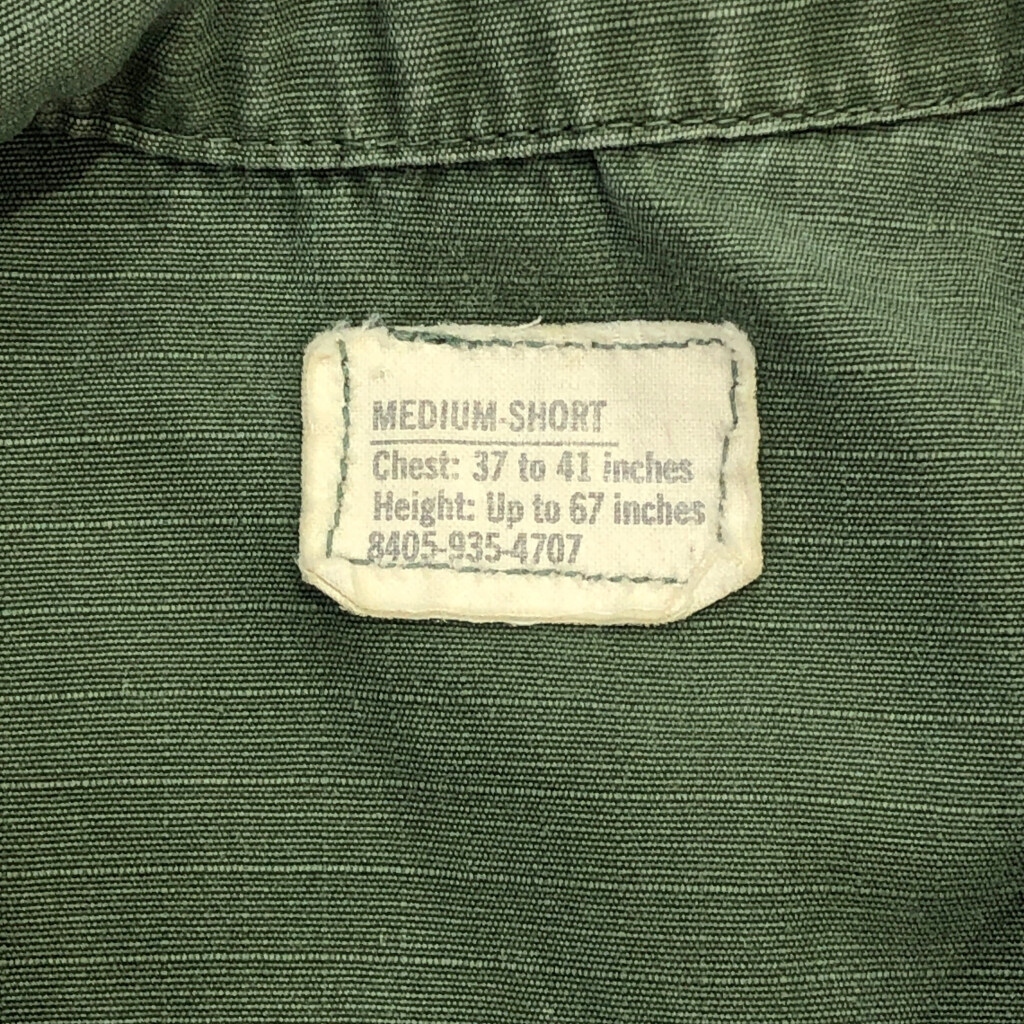 MEDIUM-SHORT
Chest: 37 to 41 inches
Height: Up to 67 inches
8405-935-4707